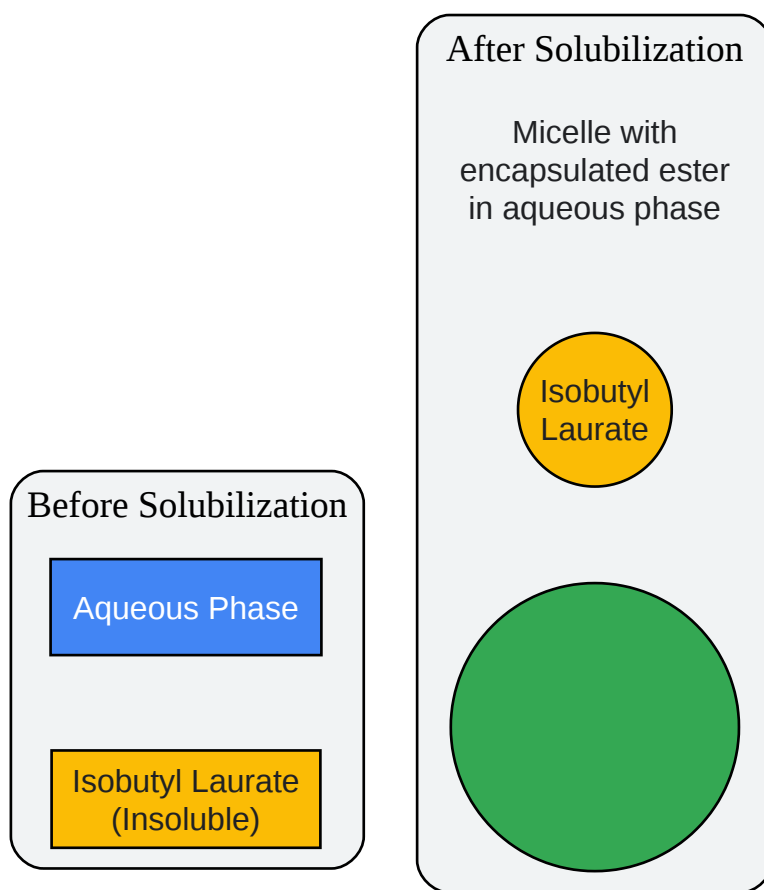 After Solubilization
Micelle with
encapsulated ester
in aqueous phase
Isobutyl
Laurate
Before Solubilization
Aqueous Phase
Isobutyl Laurate
(Insoluble)